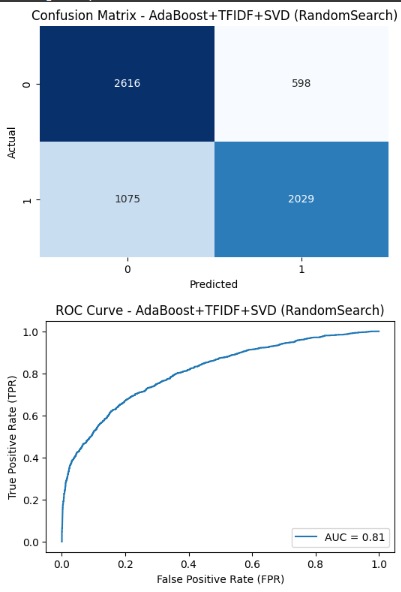 Confusion Matrix - AdaBoost+TFIDF+SVD (RandomSearch)
0
2616
598
Actual
1
1075
2029
0
1
Predicted
ROC Curve - AdaBoost+TFIDF+SVD (RandomSearch)
1.0
0.8
0.6
0.4
0.2
0.0
True Positive Rate (TPR)
AUC = 0.81
0.0
0.2
0.4
0.6
0.8
1.0
False Positive Rate (FPR)